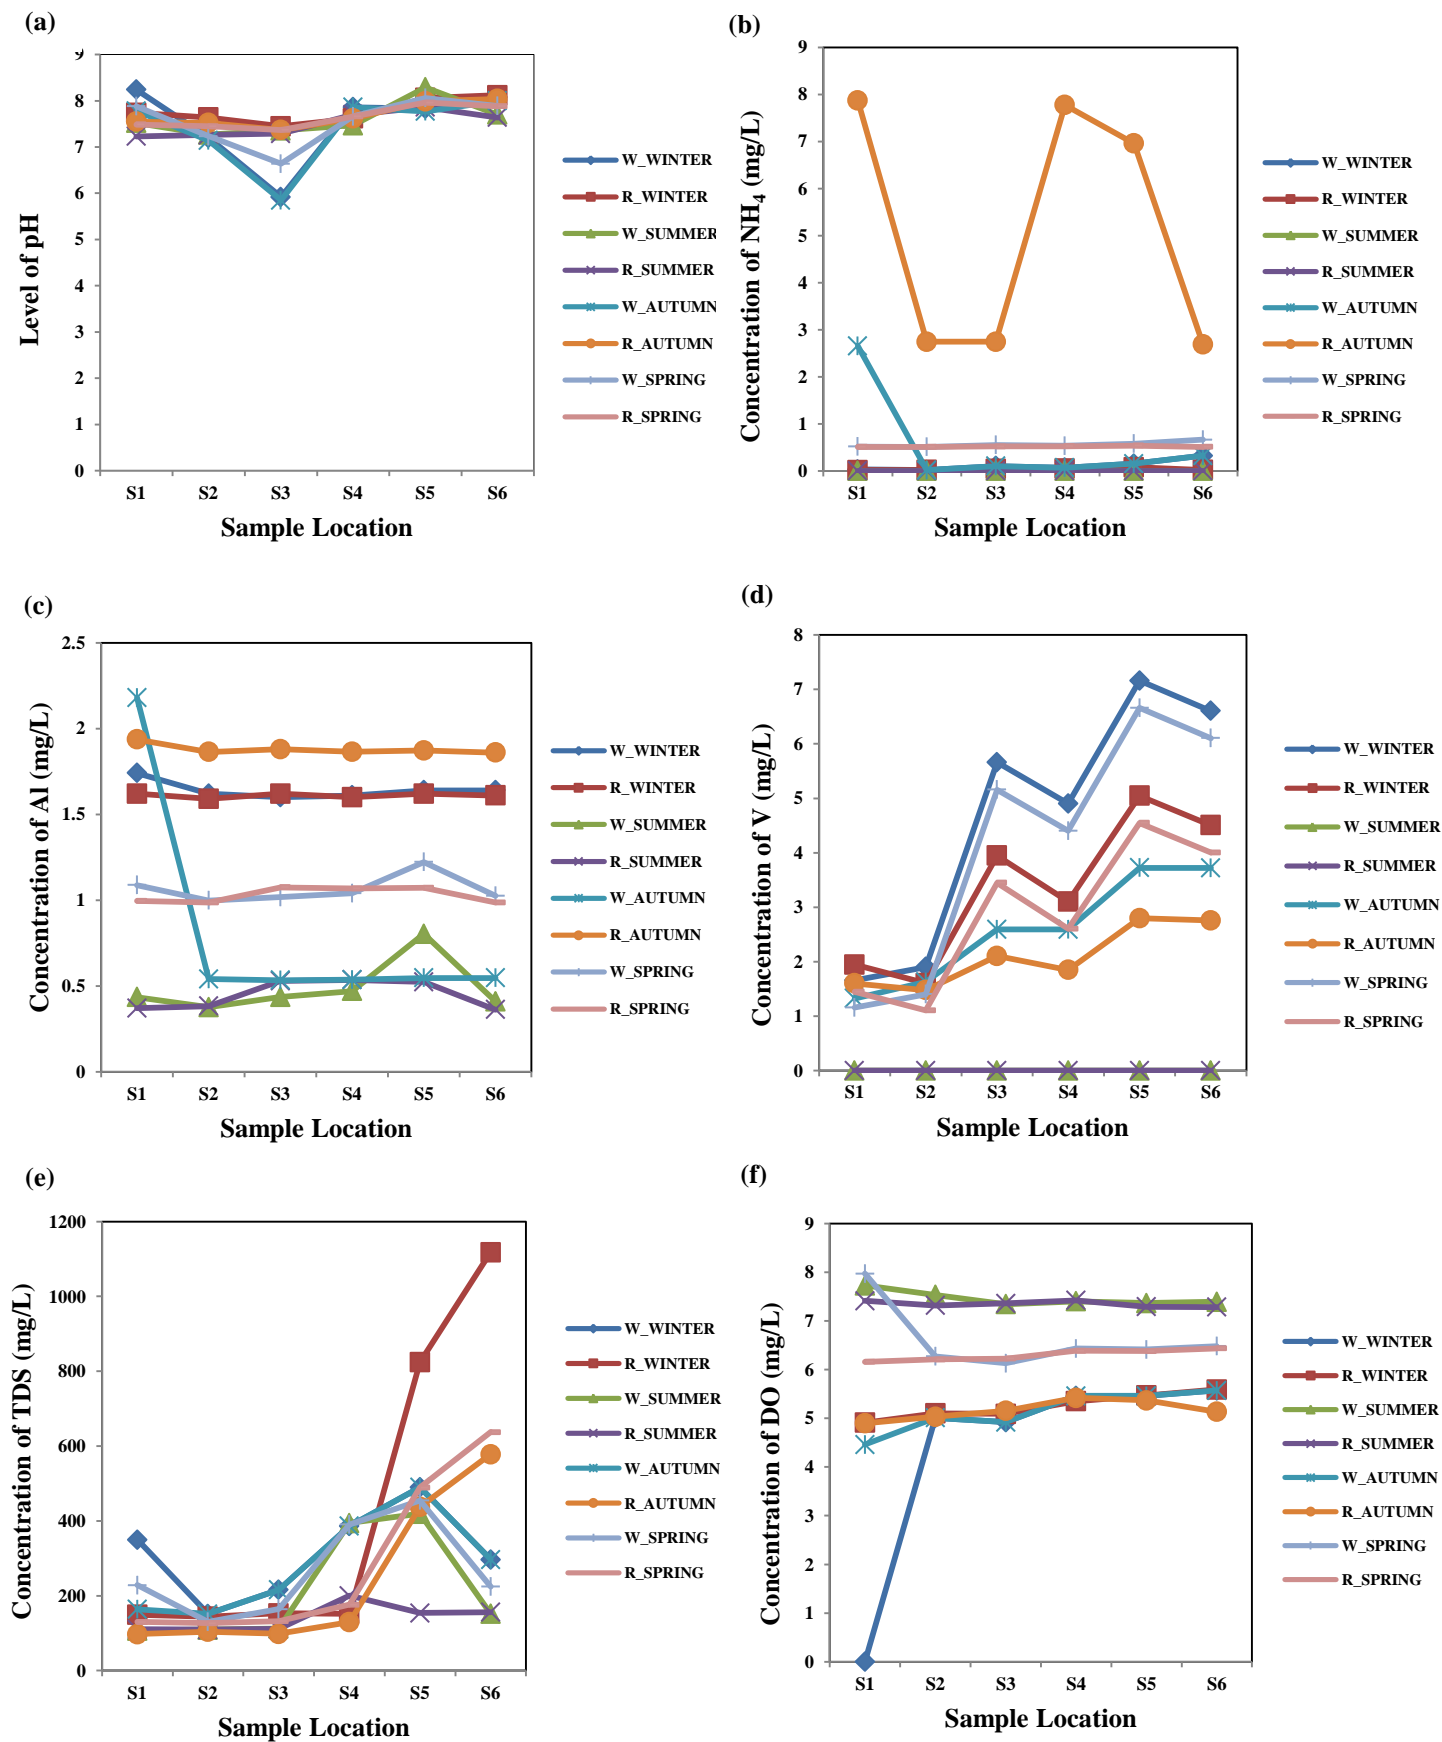 (a)
9
8
7
6
5
4
3
2
1
0
Level of pH
S1 S2 S3 S4 S5 S6
Sample Location
W_WINTER
R_WINTER
W_SUMMER
R_SUMMER
W_AUTUMN
R_AUTUMN
W_SPRING
R_SPRING
(b)
9
8
7
6
5
4
3
2
1
0
Concentration of NH4 (mg/L)
S1 S2 S3 S4 S5 S6
Sample Location
W_WINTER
R_WINTER
W_SUMMER
R_SUMMER
W_AUTUMN
R_AUTUMN
W_SPRING
R_SPRING
(c)
2.5
2
1.5
1
0.5
0
Concentration of Al (mg/L)
S1 S2 S3 S4 S5 S6
Sample Location
W_WINTER
R_WINTER
W_SUMMER
R_SUMMER
W_AUTUMN
R_AUTUMN
W_SPRING
R_SPRING
(d)
8
7
6
5
4
3
2
1
0
Concentration of V (mg/L)
S1 S2 S3 S4 S5 S6
Sample Location
W_WINTER
R_WINTER
W_SUMMER
R_SUMMER
W_AUTUMN
R_AUTUMN
W_SPRING
R_SPRING
(e)
1200
1000
800
600
400
200
0
Concentration of TDS (mg/L)
S1 S2 S3 S4 S5 S6
Sample Location
W_WINTER
R_WINTER
W_SUMMER
R_SUMMER
W_AUTUMN
R_AUTUMN
W_SPRING
R_SPRING
(f)
9
8
7
6
5
4
3
2
1
0
Concentration of DO (mg/L)
S1 S2 S3 S4 S5 S6
Sample Location
W_WINTER
R_WINTER
W_SUMMER
R_SUMMER
W_AUTUMN
R_AUTUMN
W_SPRING
R_SPRING